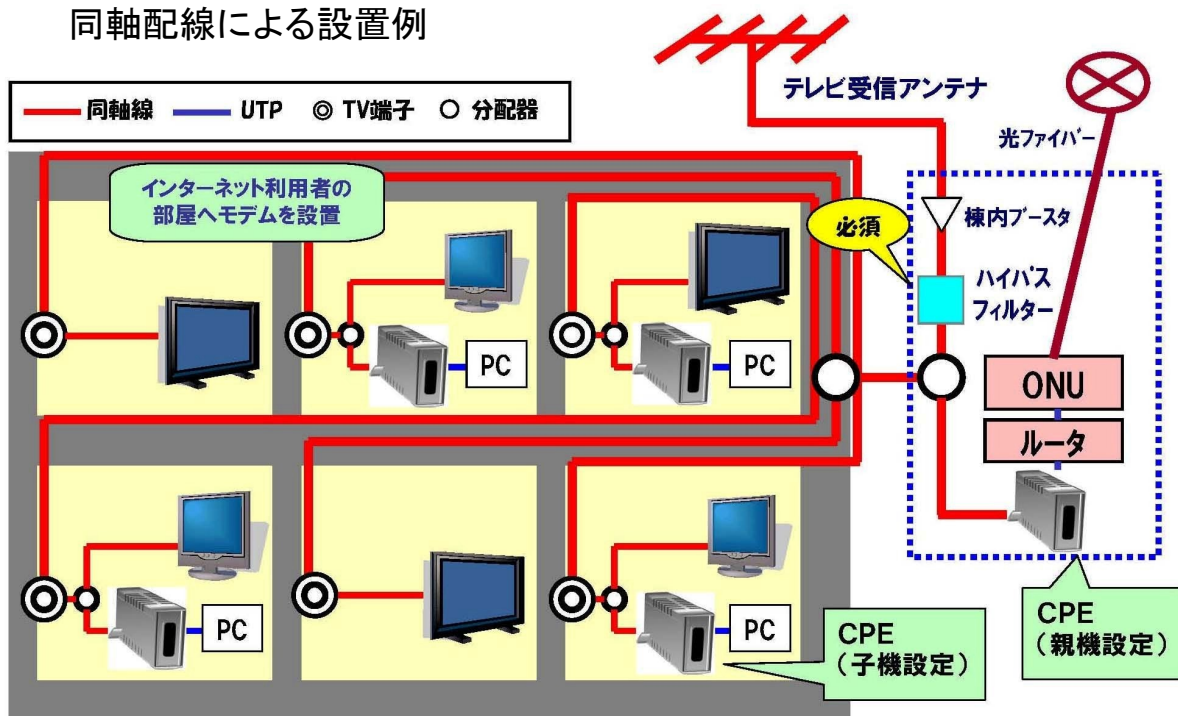 同軸配線による設置例
テレビ受信アンテナ
同軸線 UTP TV端子 分配器
光ファイバー
インターネット利用者の
部屋へモデムを設置
必須
棟内ブースタ
ハイパス
フィルター
PC
PC
ONU
ルータ
PC
PC
CPE
(子機設定)
CPE
(親機設定)